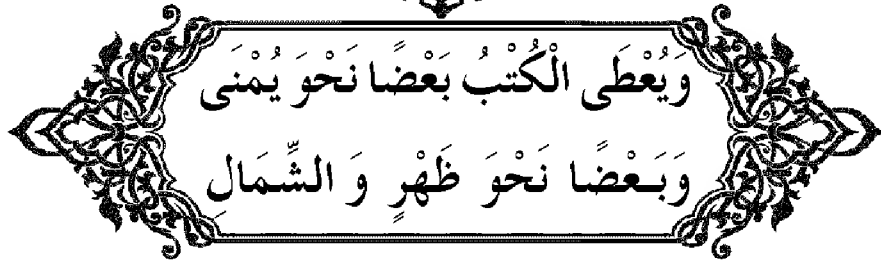 وَيُعْطَى الْكُتْبُ بَعْضًا نَحْوَ يُمْنَى
وَبَعْضًا نَحْوَ ظَهْرٍ وَ الشِّمَالِ